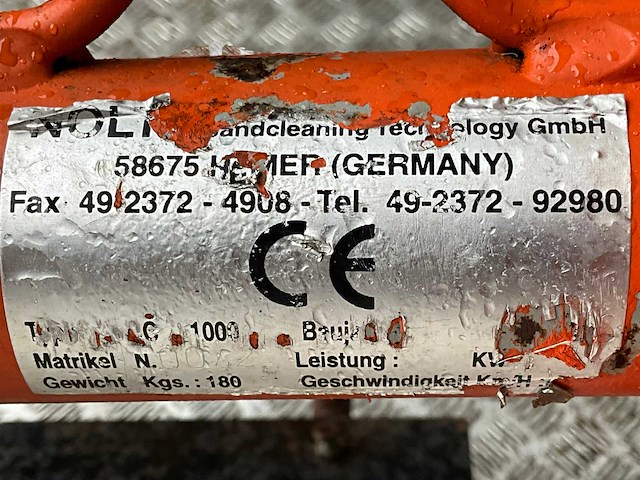 Technology GmbH
58675 (GERMANY)
Fax 49-2372 - 4908 - Tel. 49-2372 - 92980
CE
C 1000
Matrikel N.
Leistung : KW
Gewicht Kgs. : 180 Geschwindigkeit Km/H :